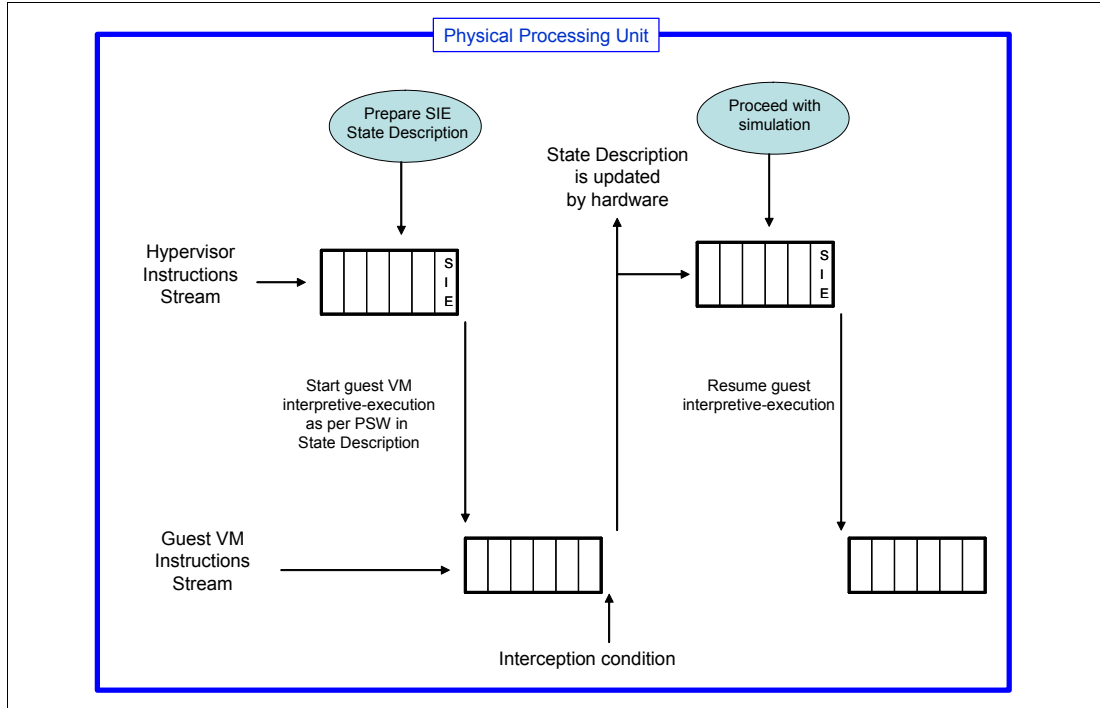 Physical Processing Unit
Prepare SIE
State Description
Proceed with
simulation
State Description
is updated
by hardware
Hypervisor
Instructions
Stream
S
I
E
S
I
E
Start guest VM
interpretive-execution
as per PSW in
State Description
Resume guest
interpretive-execution
Guest VM
Instructions
Stream
Interception condition